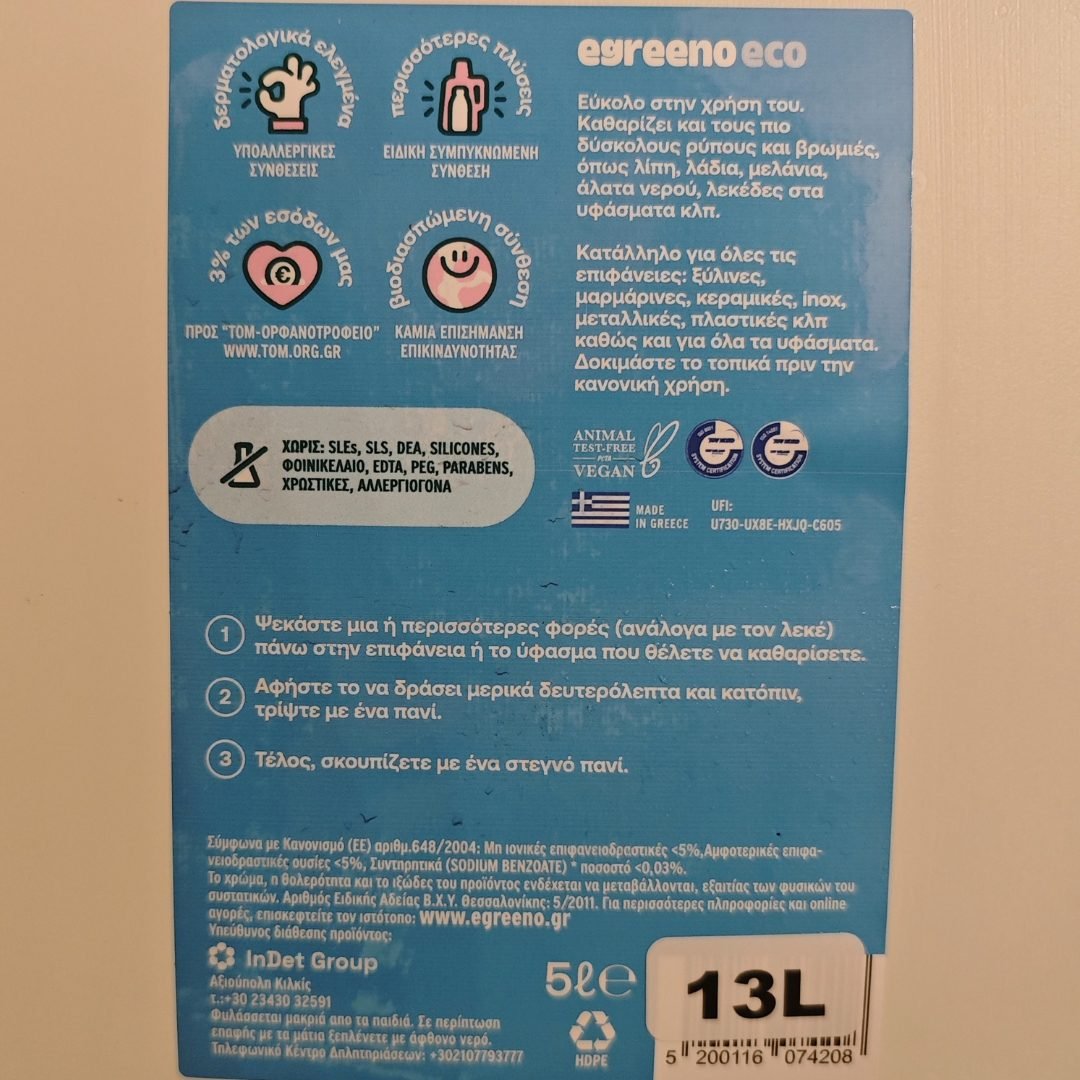 δερματολογικά ελεγμένα
ΥΠΟΑΛΛΕΡΓΙΚΕΣ
ΣΥΝΘΕΣΕΙΣ
περισσότερες πλύσεις
ΕΙΔΙΚΗ ΣΥΜΠΥΚΝΩΜΕΝΗ
ΣΥΝΘΕΣΗ
3% των εσόδων μας
€
ΠΡΟΣ "ΤΟΜ-ΟΡΦΑΝΟΤΡΟΦΕΙΟ"
WWW.TOM.ORG.GR
βιοδιασπώμενη σύνθεση
ΚΑΜΙΑ ΕΠΙΣΗΜΑΝΣΗ
ΕΠΙΚΙΝΔΥΝΟΤΗΤΑΣ
ΧΩΡΙΣ: SLEs, SLS, DEA, SILICONES,
ΦΟΙΝΙΚΕΛΑΙΟ, EDTA, PEG, PARABENS,
ΧΡΩΣΤΙΚΕΣ, ΑΛΛΕΡΓΙΟΓΟΝΑ
egreeno eco
Εύκολο στην χρήση του.
Καθαρίζει και τους πιο
δύσκολους ρύπους και βρωμιές,
όπως λίπη, λάδια, μελάνια,
άλατα νερού, λεκέδες στα
υφάσματα κλπ.
Κατάλληλο για όλες τις
επιφάνειες: ξύλινες,
μαρμάρινες, κεραμικές, inox,
μεταλλικές, πλαστικές κλπ
καθώς και για όλα τα υφάσματα.
Δοκιμάστε το τοπικά πριν την
κανονική χρήση.
ANIMAL
TEST-FREE
PETA
VEGAN
SYSTEM CERTIFICATION
SYSTEM CERTIFICATION
MADE
IN GREECE
UFI:
U730-UX8E-HXJQ-C605
1 Ψεκάστε μια ή περισσότερες φορές (ανάλογα με τον λεκέ)
πάνω στην επιφάνεια ή το ύφασμα που θέλετε να καθαρίσετε.
2 Αφήστε το να δράσει μερικά δευτερόλεπτα και κατόπιν,
τρίψτε με ένα πανί.
3 Τέλος, σκουπίζετε με ένα στεγνό πανί.
Σύμφωνα με Κανονισμό (ΕΕ) αριθμ.648/2004: Μη ιονικές επιφανειοδραστικές <5%,Αμφοτερικές επιφα-
νειοδραστικές ουσίες <5%, Συντηρητικά (SODIUM BENZOATE) * ποσοστό <0,03%.
Το χρώμα, η θολερότητα και το ιξώδες του προϊόντος ενδέχεται να μεταβάλλονται, εξαιτίας των φυσικών του
συστατικών. Αριθμός Ειδικής Αδείας Β.Χ.Υ. Θεσσαλονίκης: 5/2011. Για περισσότερες πληροφορίες και online
αγορές, επισκεφτείτε τον ιστότοπο: www.egreeno.gr
Υπεύθυνος διάθεσης προϊόντος:
InDet Group
Αξιούπολη Κιλκίς
τ.:+30 23430 32591
Φυλάσσεται μακριά απο τα παιδιά. Σε περίπτωση
επαφής με τα μάτια ξεπλένετε με άφθονο νερό.
Τηλεφωνικό Κέντρο Δηλητηριάσεων: +302107793777
5ℓ℮
HDPE
13L
5 200116 074208